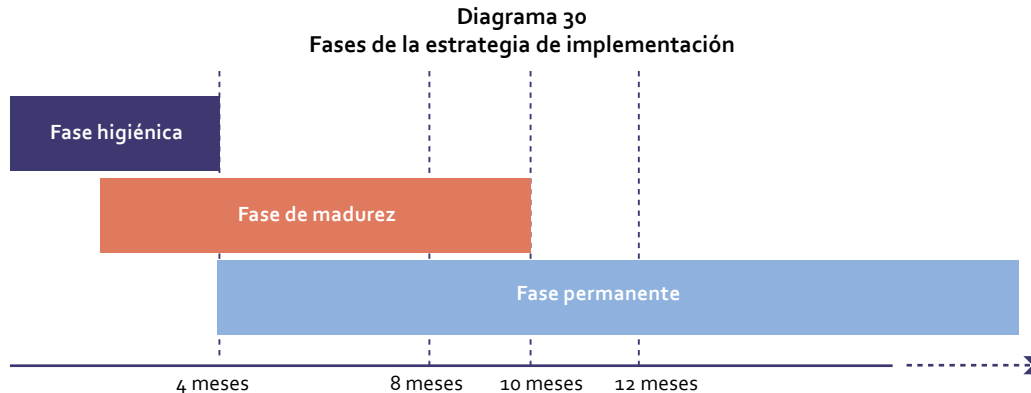 Diagrama 30
Fases de la estrategia de implementación
Fase higiénica
Fase de madurez
Fase permanente
4 meses
8 meses
10 meses
12 meses